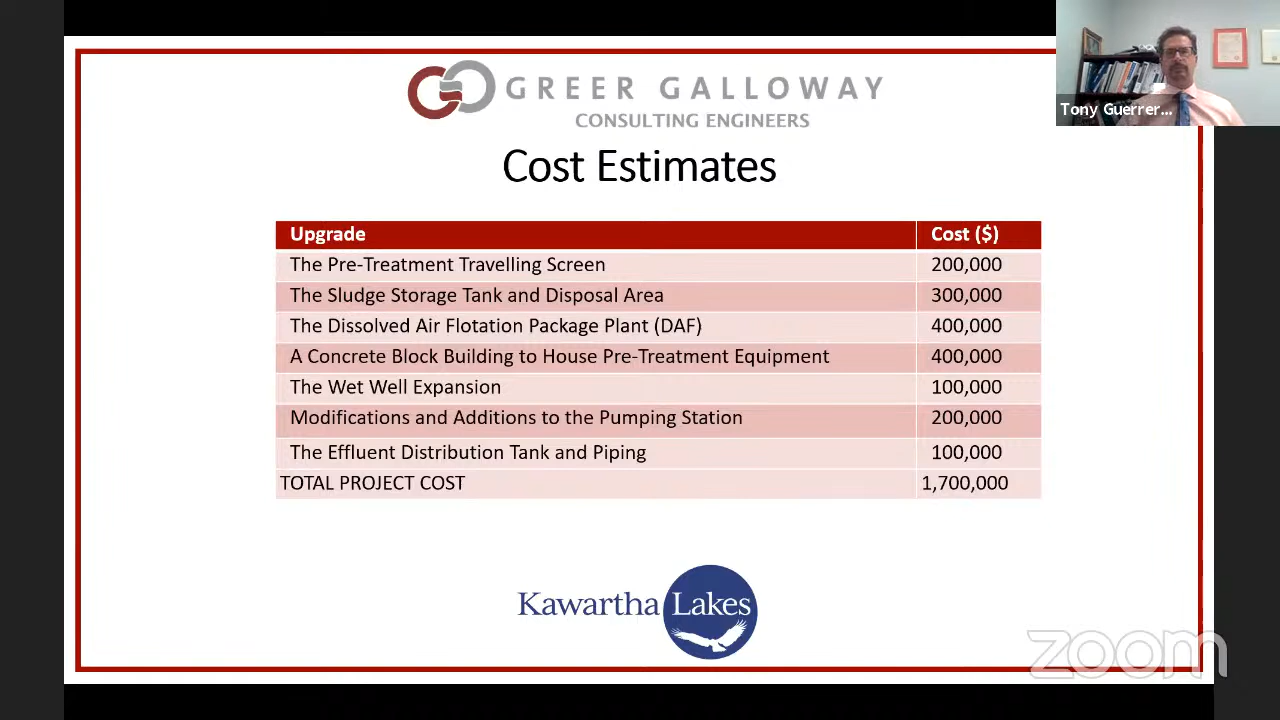 GREER GALLOWAY
CONSULTING ENGINEERS
Tony Guerrer...
Cost Estimates
Upgrade Cost ($)
The Pre-Treatment Travelling Screen 200,000
The Sludge Storage Tank and Disposal Area 300,000
The Dissolved Air Flotation Package Plant (DAF) 400,000
A Concrete Block Building to House Pre-Treatment Equipment 400,000
The Wet Well Expansion 100,000
Modifications and Additions to the Pumping Station 200,000
The Effluent Distribution Tank and Piping 100,000
TOTAL PROJECT COST 1,700,000
Kawartha Lakes
zoom